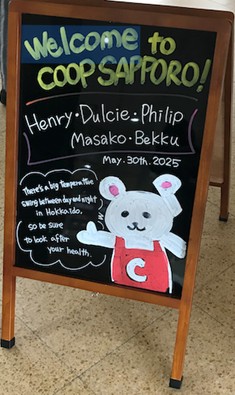 Welcome to
COOP SAPPORO!
Henry・Dulcie・Philip
Masako・Bekku
May. 30th. 2025
There's a big Temperative
swing between day and night
in Hokkaido,
so be sure
to look after
your health.
C